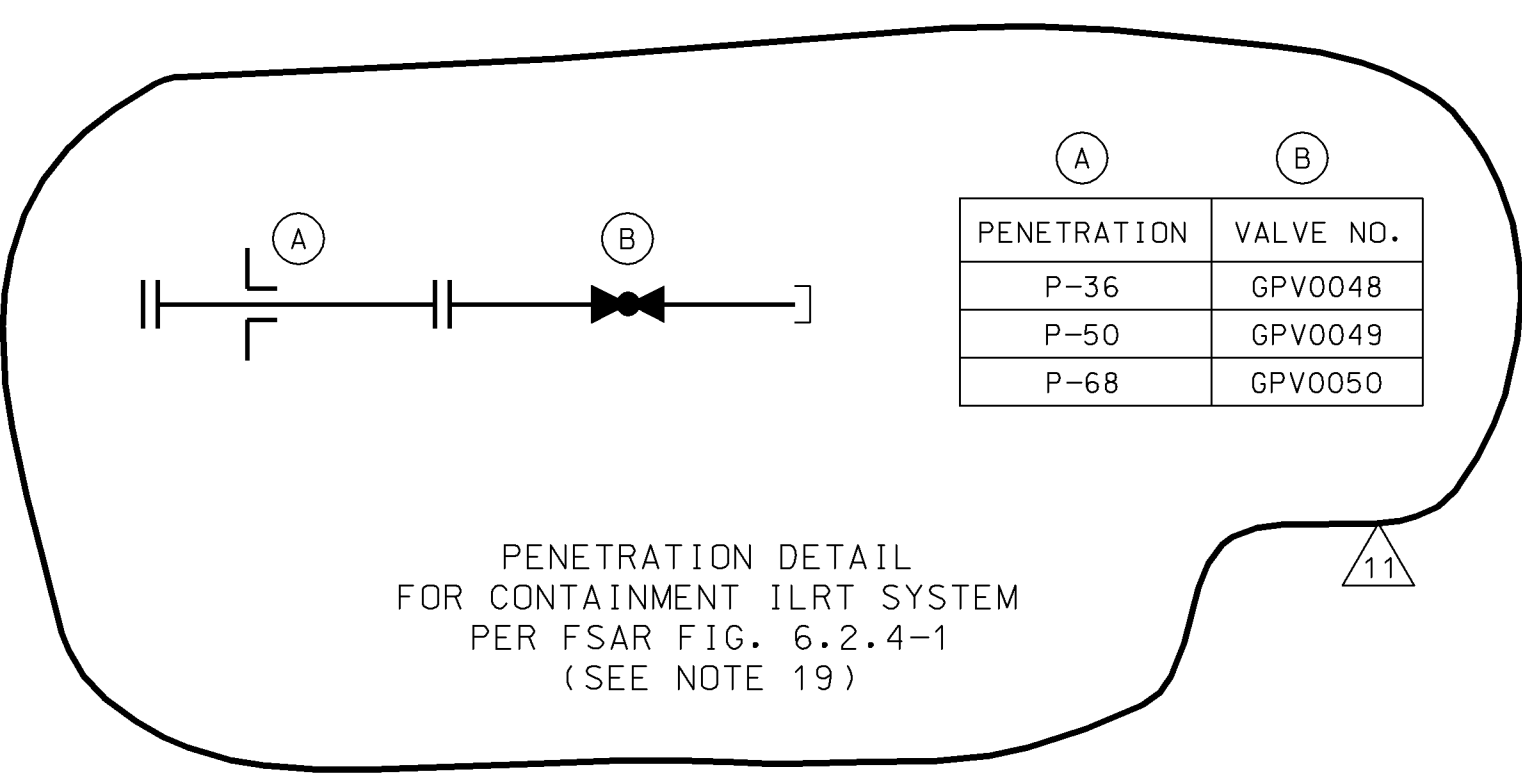 A B
A B
PENETRATION VALVE NO.
P-36 GPV0048
P-50 GPV0049
P-68 GPV0050
PENETRATION DETAIL
FOR CONTAINMENT ILRT SYSTEM
PER FSAR FIG. 6.2.4-1
(SEE NOTE 19)
11